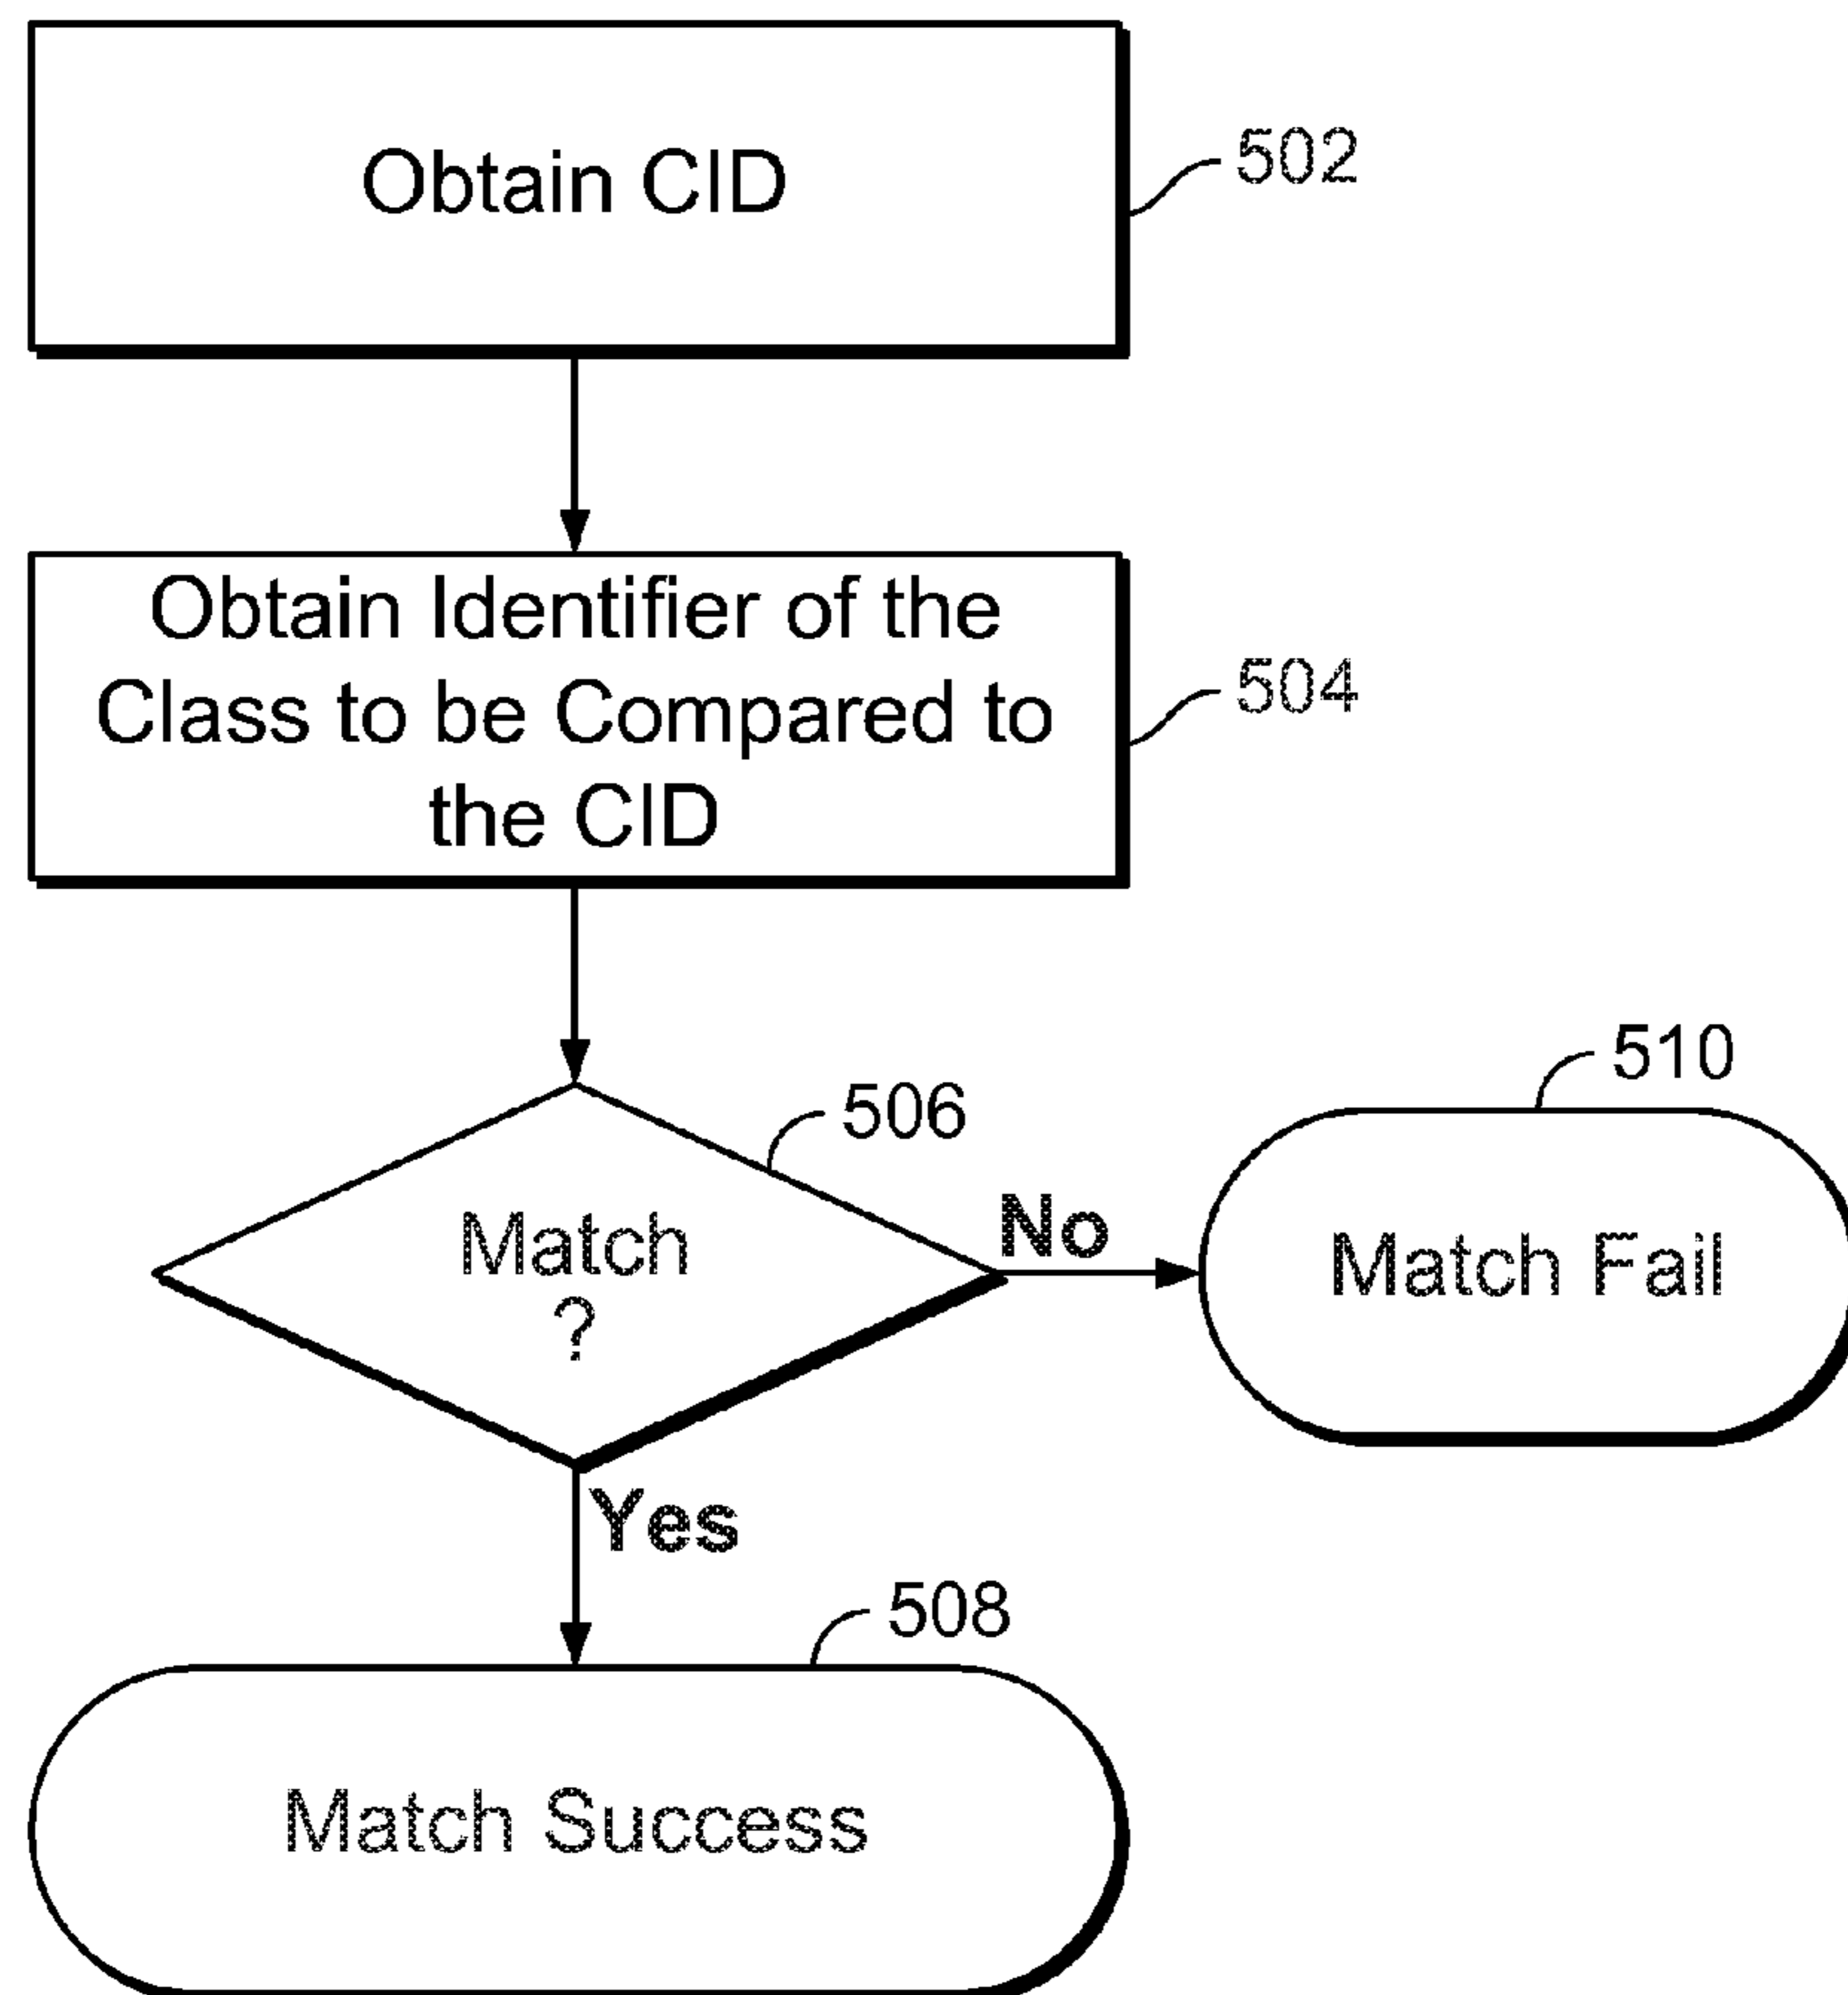 Obtain CID
502
Obtain Identifier of the
Class to be Compared to
the CID
504
506
Match
?
No
510
Match Fail
Yes
508
Match Success